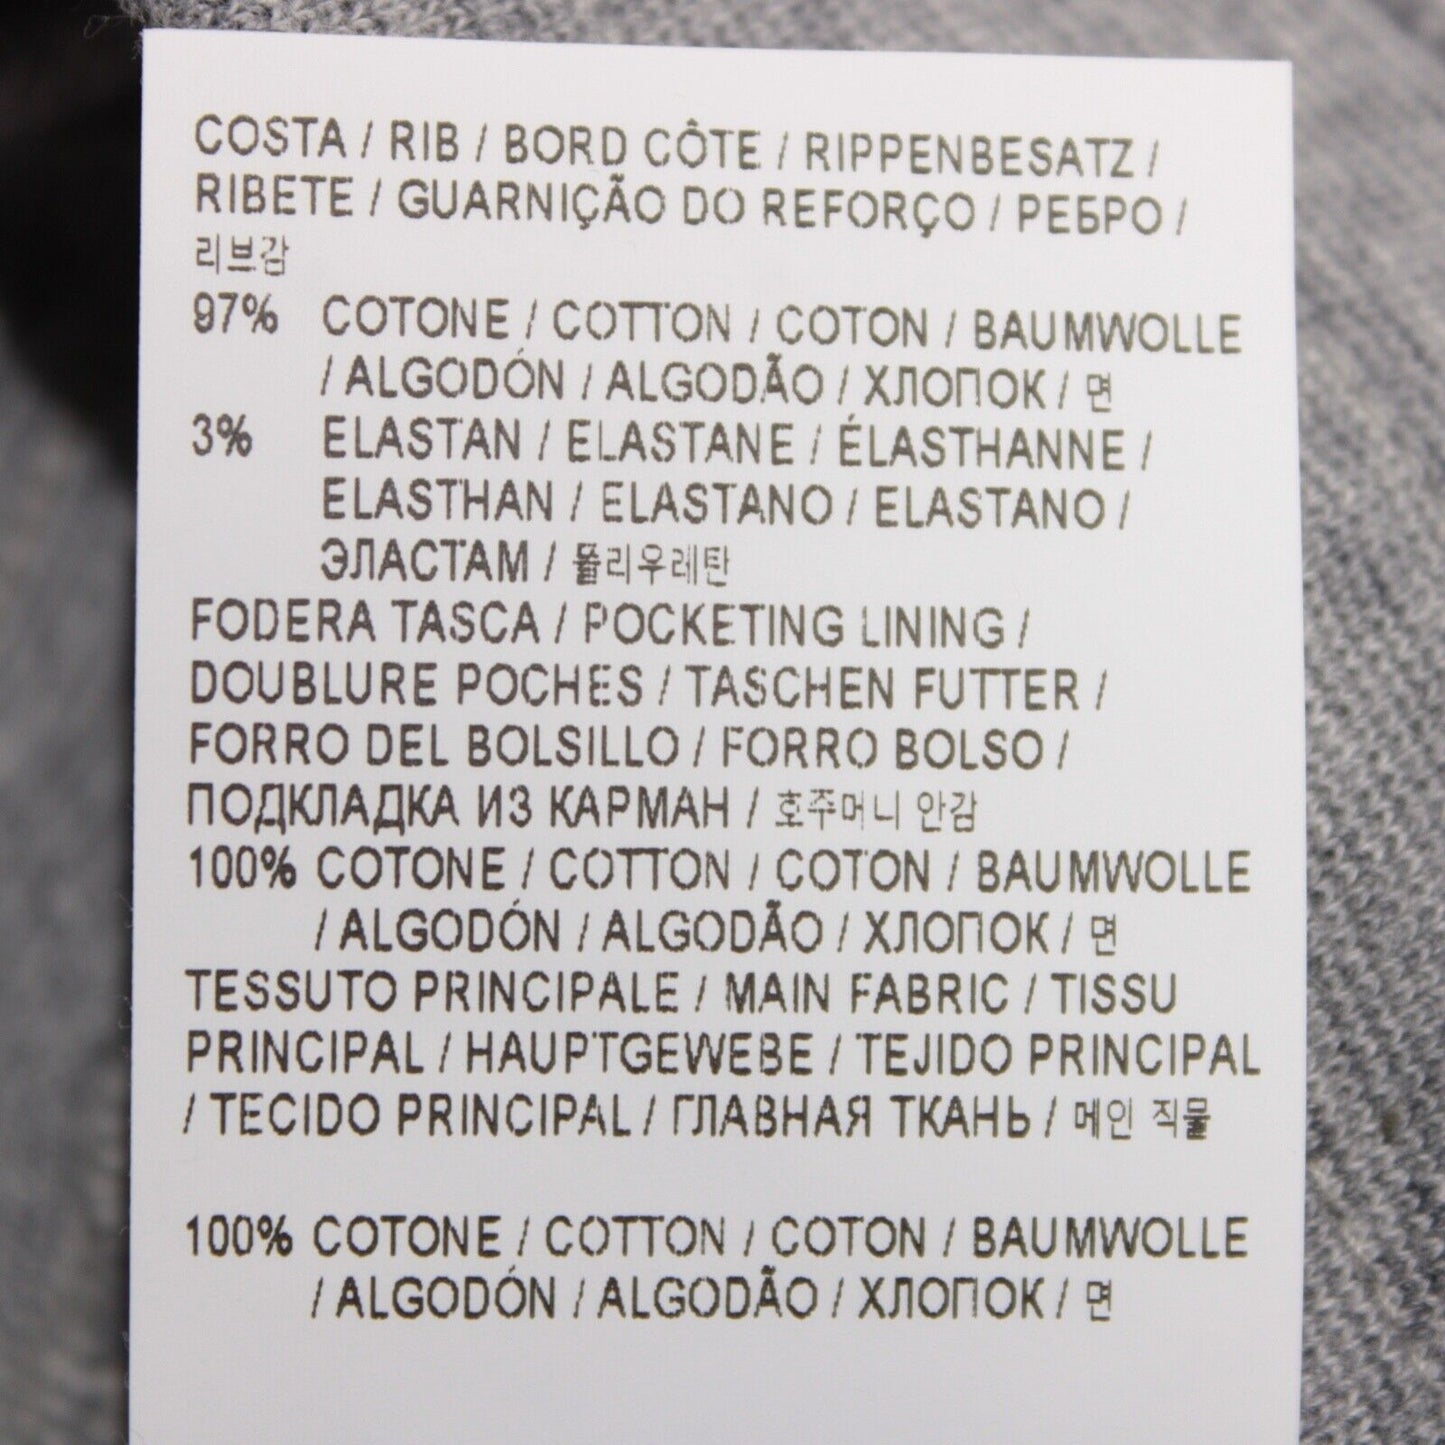 COSTA / RIB / BORD CÔTE / RIPPENBESATZ /
RIBETE / GUARNIÇÃO DO REFORÇO / РЕБРО /
리브감
97% COTONE / COTTON / COTON / BAUMWOLLE
/ ALGODÓN / ALGODÃO / ХЛОПОК / 면
3% ELASTAN / ELASTANE / ÉLASTHANNE /
ELASTHAN / ELASTANO / ELASTANO /
ЭЛАСТАМ / 폴리우레탄
FODERA TASCA / POCKETING LINING /
DOUBLURE POCHES / TASCHEN FUTTER /
FORRO DEL BOLSILLO / FORRO BOLSO /
ПОДКЛАДКА ИЗ КАРМАН / 호주머니 안감
100% COTONE / COTTON / COTON / BAUMWOLLE
/ ALGODÓN / ALGODÃO / ХЛОПОК / 면
TESSUTO PRINCIPALE / MAIN FABRIC / TISSU
PRINCIPAL / HAUPTGEWEBE / TEJIDO PRINCIPAL
/ TECIDO PRINCIPAL / ГЛАВНАЯ ТКАНЬ / 메인 직물
100% COTONE / COTTON / COTON / BAUMWOLLE
/ ALGODÓN / ALGODÃO / ХЛОПОК / 면